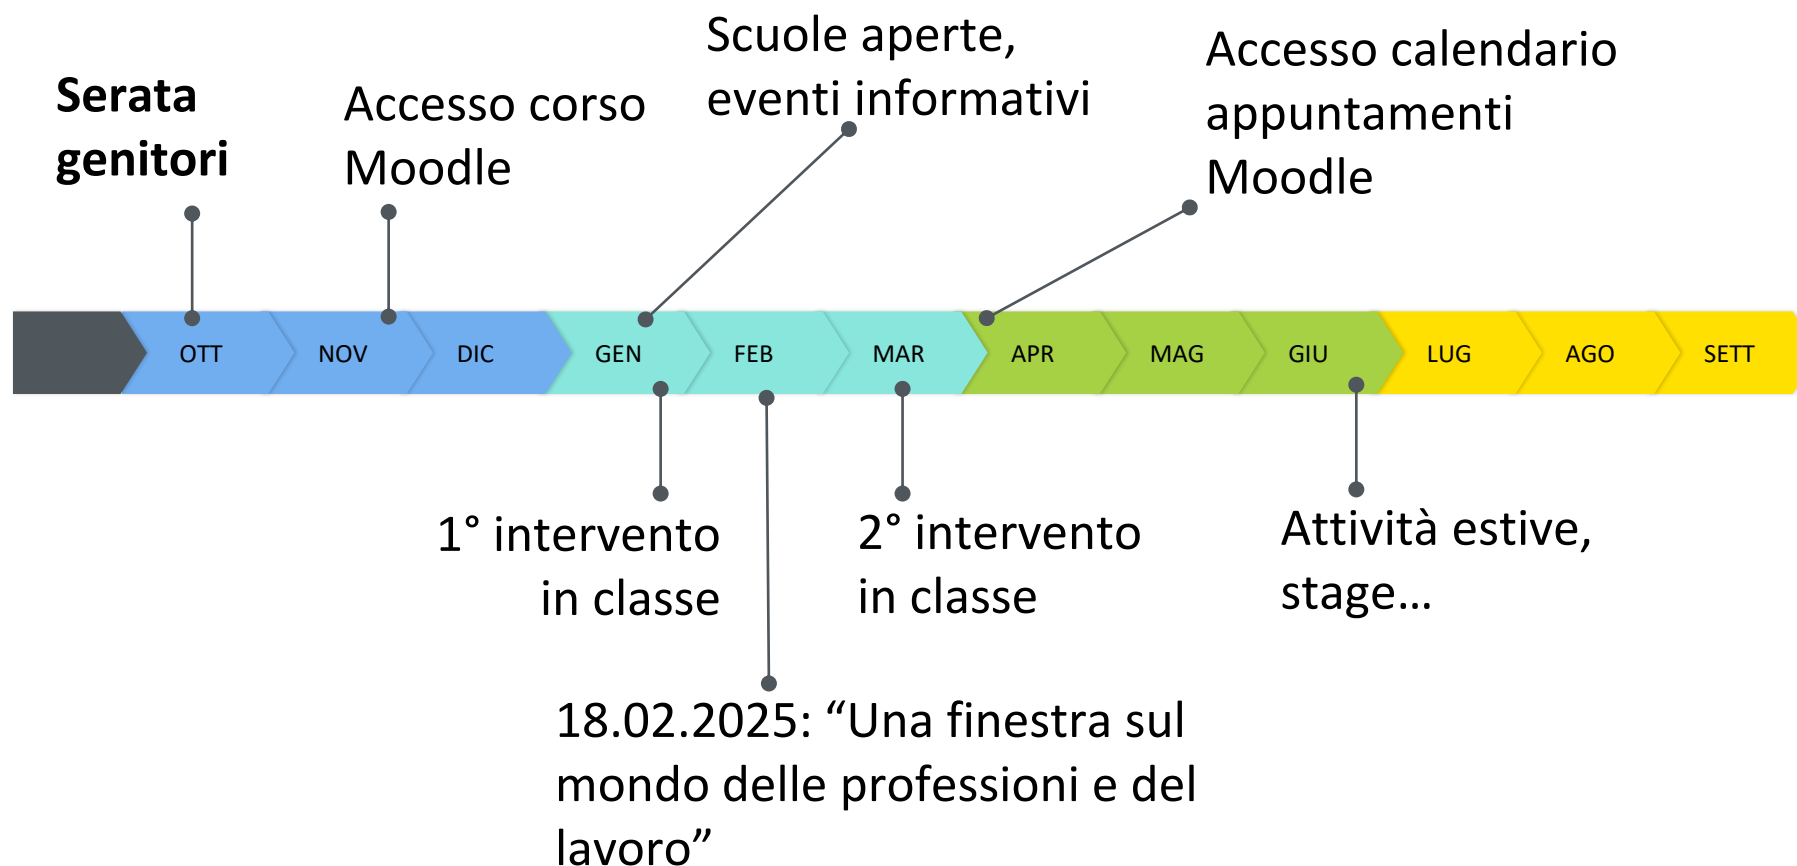 Serata
genitori
Accesso corso
Moodle
Scuole aperte,
eventi informativi
Accesso calendario
appuntamenti
Moodle
OTT
NOV
DIC
GEN
FEB
MAR
APR
MAG
GIU
LUG
AGO
SETT
1° intervento
in classe
2° intervento
in classe
Attività estive,
stage…
18.02.2025: “Una finestra sul
mondo delle professioni e del
lavoro”